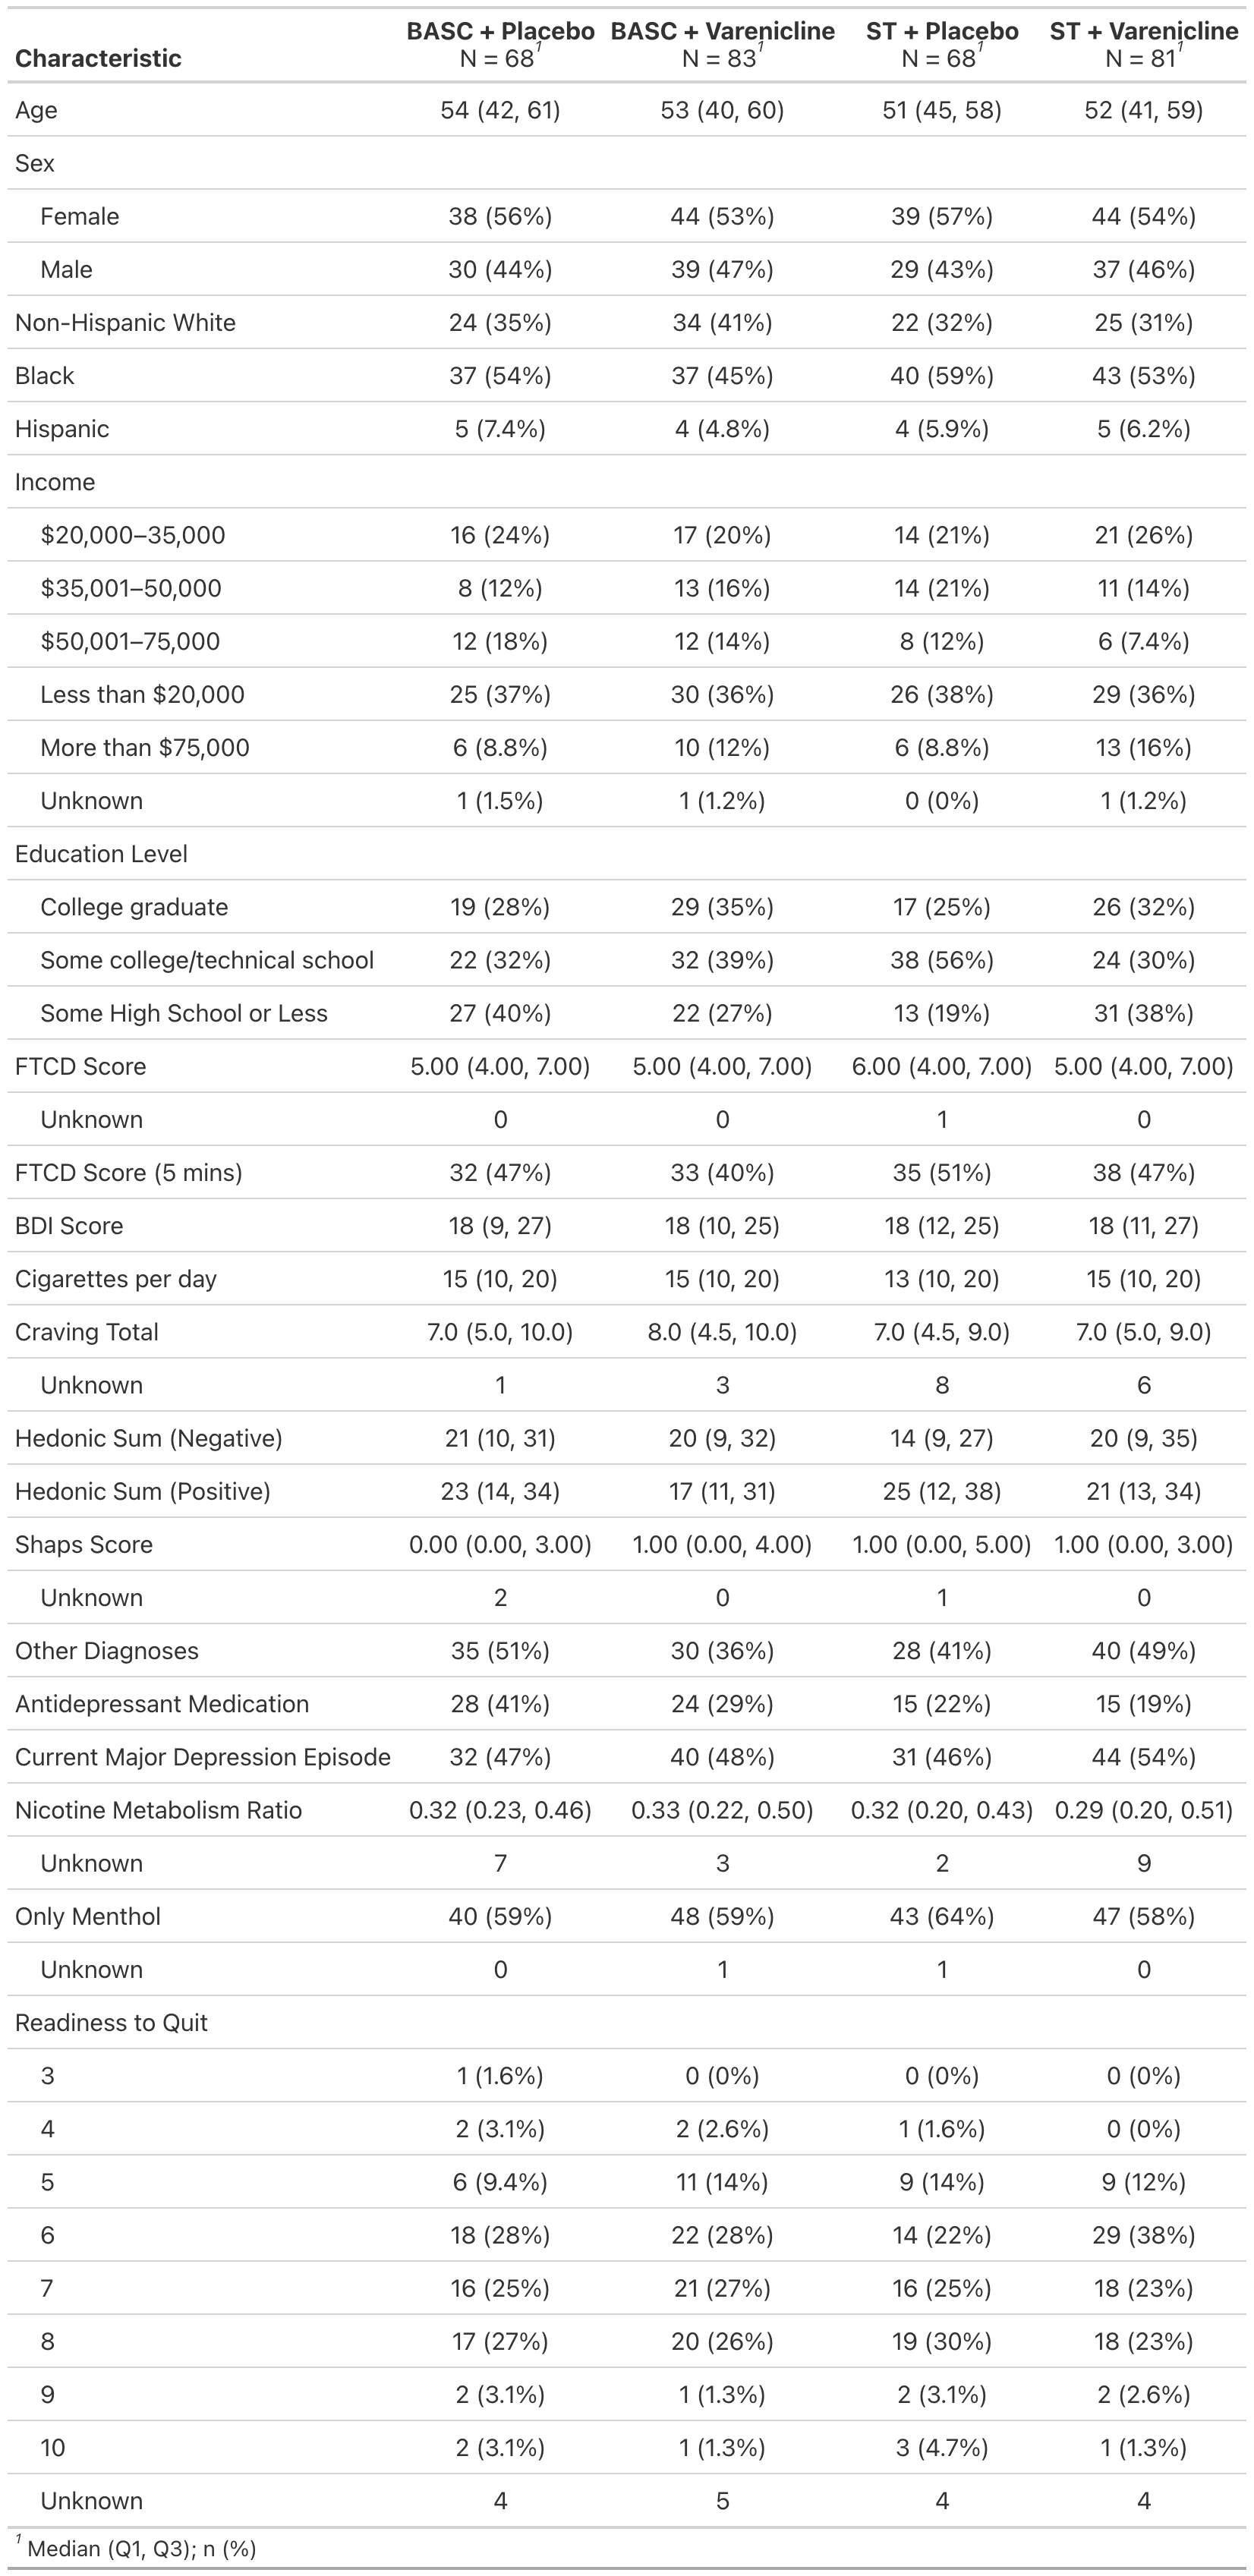 Characteristic BASC + Placebo N = 68¹ BASC + Varenicline N = 83¹ ST + Placebo N = 68¹ ST + Varenicline N = 81¹
Age 54 (42, 61) 53 (40, 60) 51 (45, 58) 52 (41, 59)
Sex
Female 38 (56%) 44 (53%) 39 (57%) 44 (54%)
Male 30 (44%) 39 (47%) 29 (43%) 37 (46%)
Non-Hispanic White 24 (35%) 34 (41%) 22 (32%) 25 (31%)
Black 37 (54%) 37 (45%) 40 (59%) 43 (53%)
Hispanic 5 (7.4%) 4 (4.8%) 4 (5.9%) 5 (6.2%)
Income
$20,000–35,000 16 (24%) 17 (20%) 14 (21%) 21 (26%)
$35,001–50,000 8 (12%) 13 (16%) 14 (21%) 11 (14%)
$50,001–75,000 12 (18%) 12 (14%) 8 (12%) 6 (7.4%)
Less than $20,000 25 (37%) 30 (36%) 26 (38%) 29 (36%)
More than $75,000 6 (8.8%) 10 (12%) 6 (8.8%) 13 (16%)
Unknown 1 (1.5%) 1 (1.2%) 0 (0%) 1 (1.2%)
Education Level
College graduate 19 (28%) 29 (35%) 17 (25%) 26 (32%)
Some college/technical school 22 (32%) 32 (39%) 38 (56%) 24 (30%)
Some High School or Less 27 (40%) 22 (27%) 13 (19%) 31 (38%)
FTCD Score 5.00 (4.00, 7.00) 5.00 (4.00, 7.00) 6.00 (4.00, 7.00) 5.00 (4.00, 7.00)
Unknown 0 0 1 0
FTCD Score (5 mins) 32 (47%) 33 (40%) 35 (51%) 38 (47%)
BDI Score 18 (9, 27) 18 (10, 25) 18 (12, 25) 18 (11, 27)
Cigarettes per day 15 (10, 20) 15 (10, 20) 13 (10, 20) 15 (10, 20)
Craving Total 7.0 (5.0, 10.0) 8.0 (4.5, 10.0) 7.0 (4.5, 9.0) 7.0 (5.0, 9.0)
Unknown 1 3 8 6
Hedonic Sum (Negative) 21 (10, 31) 20 (9, 32) 14 (9, 27) 20 (9, 35)
Hedonic Sum (Positive) 23 (14, 34) 17 (11, 31) 25 (12, 38) 21 (13, 34)
Shaps Score 0.00 (0.00, 3.00) 1.00 (0.00, 4.00) 1.00 (0.00, 5.00) 1.00 (0.00, 3.00)
Unknown 2 0 1 0
Other Diagnoses 35 (51%) 30 (36%) 28 (41%) 40 (49%)
Antidepressant Medication 28 (41%) 24 (29%) 15 (22%) 15 (19%)
Current Major Depression Episode 32 (47%) 40 (48%) 31 (46%) 44 (54%)
Nicotine Metabolism Ratio 0.32 (0.23, 0.46) 0.33 (0.22, 0.50) 0.32 (0.20, 0.43) 0.29 (0.20, 0.51)
Unknown 7 3 2 9
Only Menthol 40 (59%) 48 (59%) 43 (64%) 47 (58%)
Unknown 0 1 1 0
Readiness to Quit
3 1 (1.6%) 0 (0%) 0 (0%) 0 (0%)
4 2 (3.1%) 2 (2.6%) 1 (1.6%) 0 (0%)
5 6 (9.4%) 11 (14%) 9 (14%) 9 (12%)
6 18 (28%) 22 (28%) 14 (22%) 29 (38%)
7 16 (25%) 21 (27%) 16 (25%) 18 (23%)
8 17 (27%) 20 (26%) 19 (30%) 18 (23%)
9 2 (3.1%) 1 (1.3%) 2 (3.1%) 2 (2.6%)
10 2 (3.1%) 1 (1.3%) 3 (4.7%) 1 (1.3%)
Unknown 4 5 4 4
¹ Median (Q1, Q3); n (%)